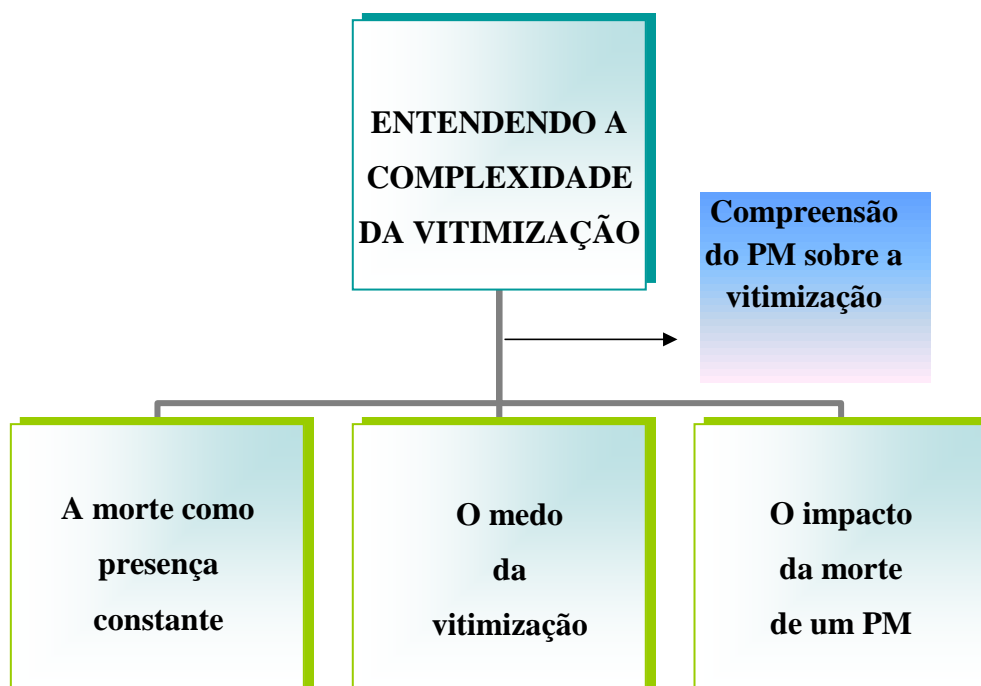 ENTENDENDO A
COMPLEXIDADE
DA VITIMIZAÇÃO
Compreensão
do PM sobre a
vitimização
A morte como
presença
constante
O medo
da
vitimização
O impacto
da morte
de um PM